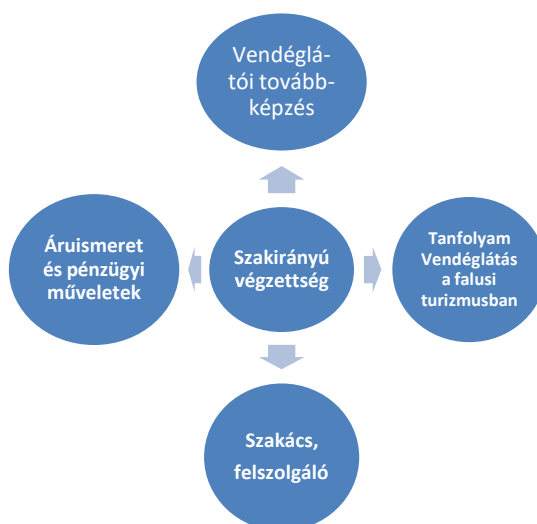 Vendéglá-
tói tovább-
képzés
Áruismeret
és pénzügyi
műveletek
Szakirányú
végzettség
Tanfolyam
Vendéglátás
a falusi
turizmusban
Szakács,
felszolgáló